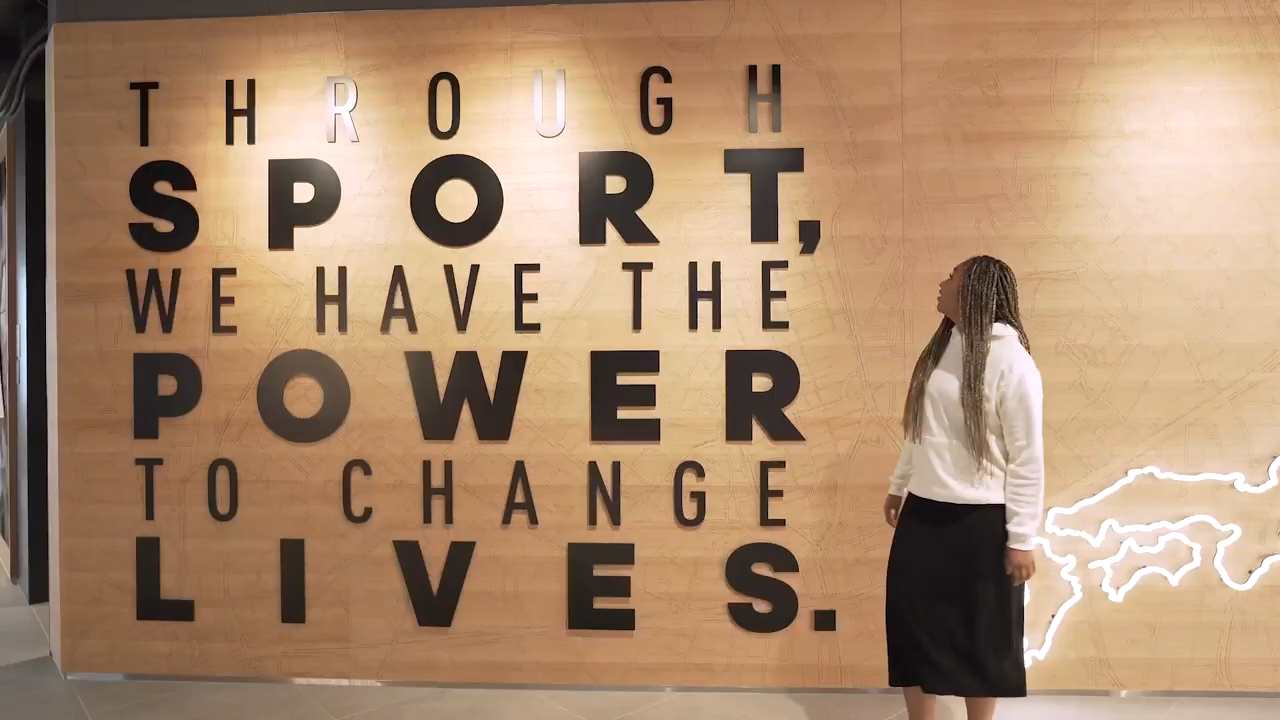 THROUGH
SPORT,
WE HAVE THE
POWER
TO CHANGE
LIVES.